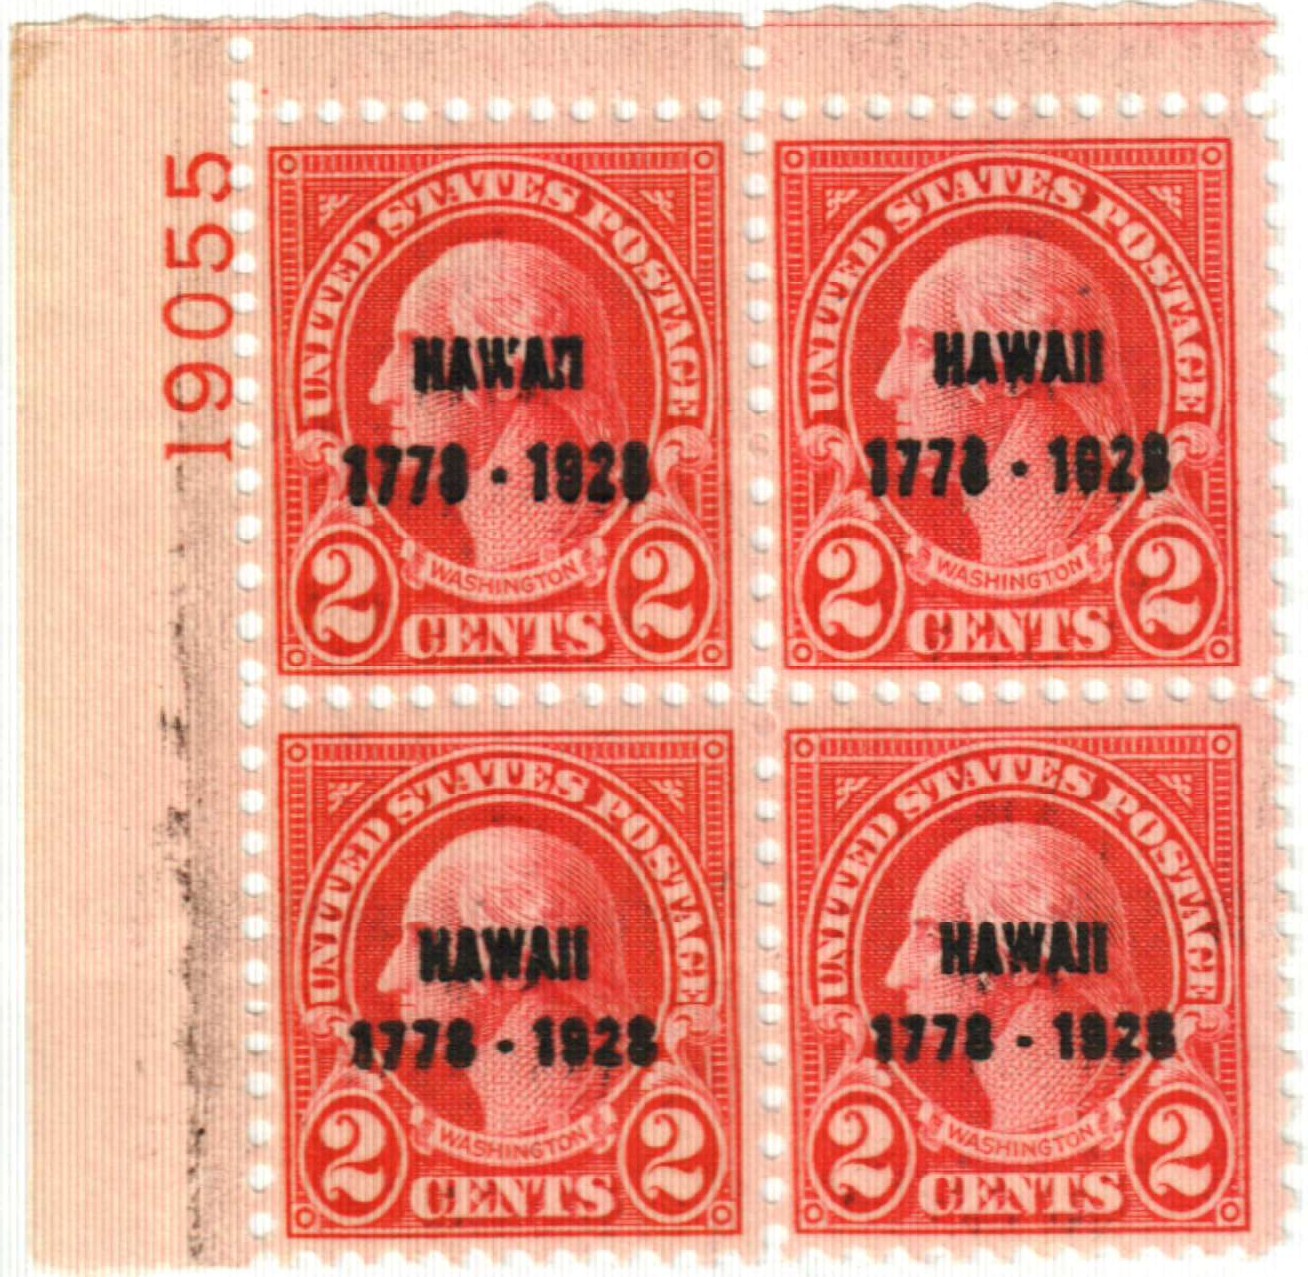 19055
UNITED STATES POSTAGE
HAWAII
1778 - 1928
WASHINGTON
2 CENTS 2
UNITED STATES POSTAGE
HAWAII
1778 - 1928
WASHINGTON
2 CENTS 2
UNITED STATES POSTAGE
HAWAII
1778 - 1928
WASHINGTON
2 CENTS 2
UNITED STATES POSTAGE
HAWAII
1778 - 1928
WASHINGTON
2 CENTS 2